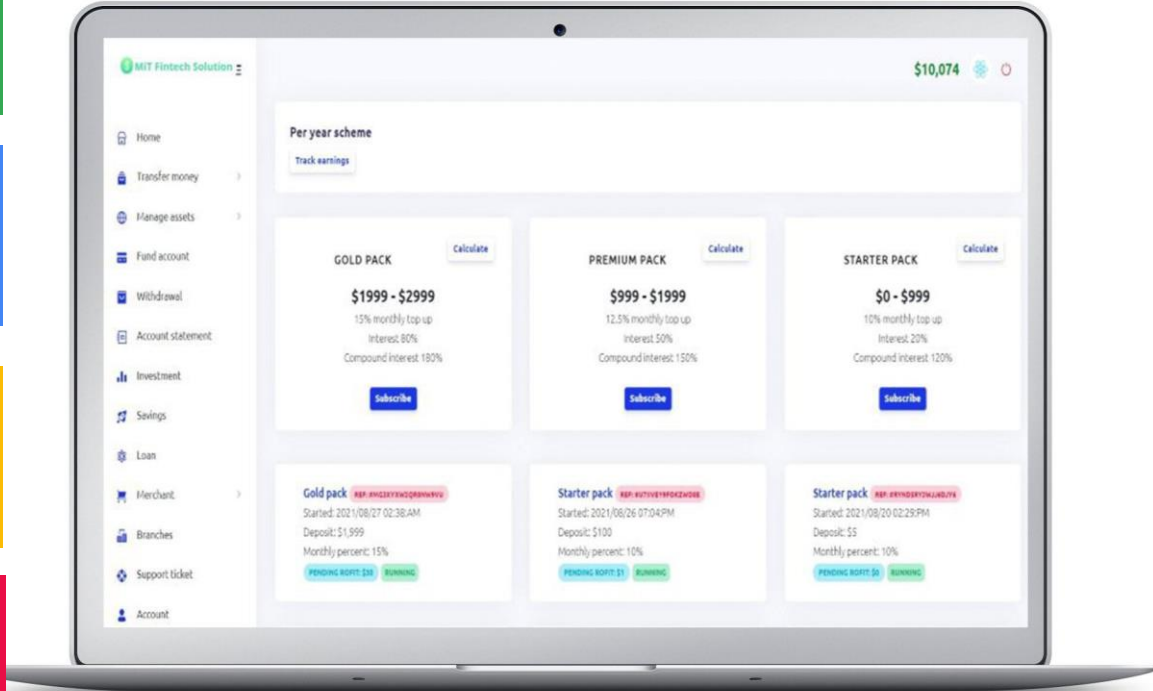 MiT Fintech Solution
$10,074
Home
Transfer money
Manage assets
Fund account
Withdrawal
Account statement
Investment
Savings
Loan
Merchant
Branches
Support ticket
Account
Per year scheme
Track earnings
Calculate
GOLD PACK
$1999 - $2999
15% monthly top up
Interest 80%
Compound interest 180%
Subscribe
Calculate
PREMIUM PACK
$999 - $1999
12.5% monthly top up
Interest 50%
Compound interest 150%
Subscribe
Calculate
STARTER PACK
$0 - $999
10% monthly top up
Interest 20%
Compound interest 120%
Subscribe
Gold pack REF:
Started: 2021/08/27 02:38:AM
Deposit: $1,999
Monthly percent: 15%
PENDING ROFIT: $30 RUNNING
Starter pack REF:
Started: 2021/08/26 07:04:PM
Deposit: $100
Monthly percent: 10%
PENDING ROFIT: $1 RUNNING
Starter pack REF:
Started: 2021/08/20 02:29:PM
Deposit: $5
Monthly percent: 10%
PENDING ROFIT: $0 RUNNING